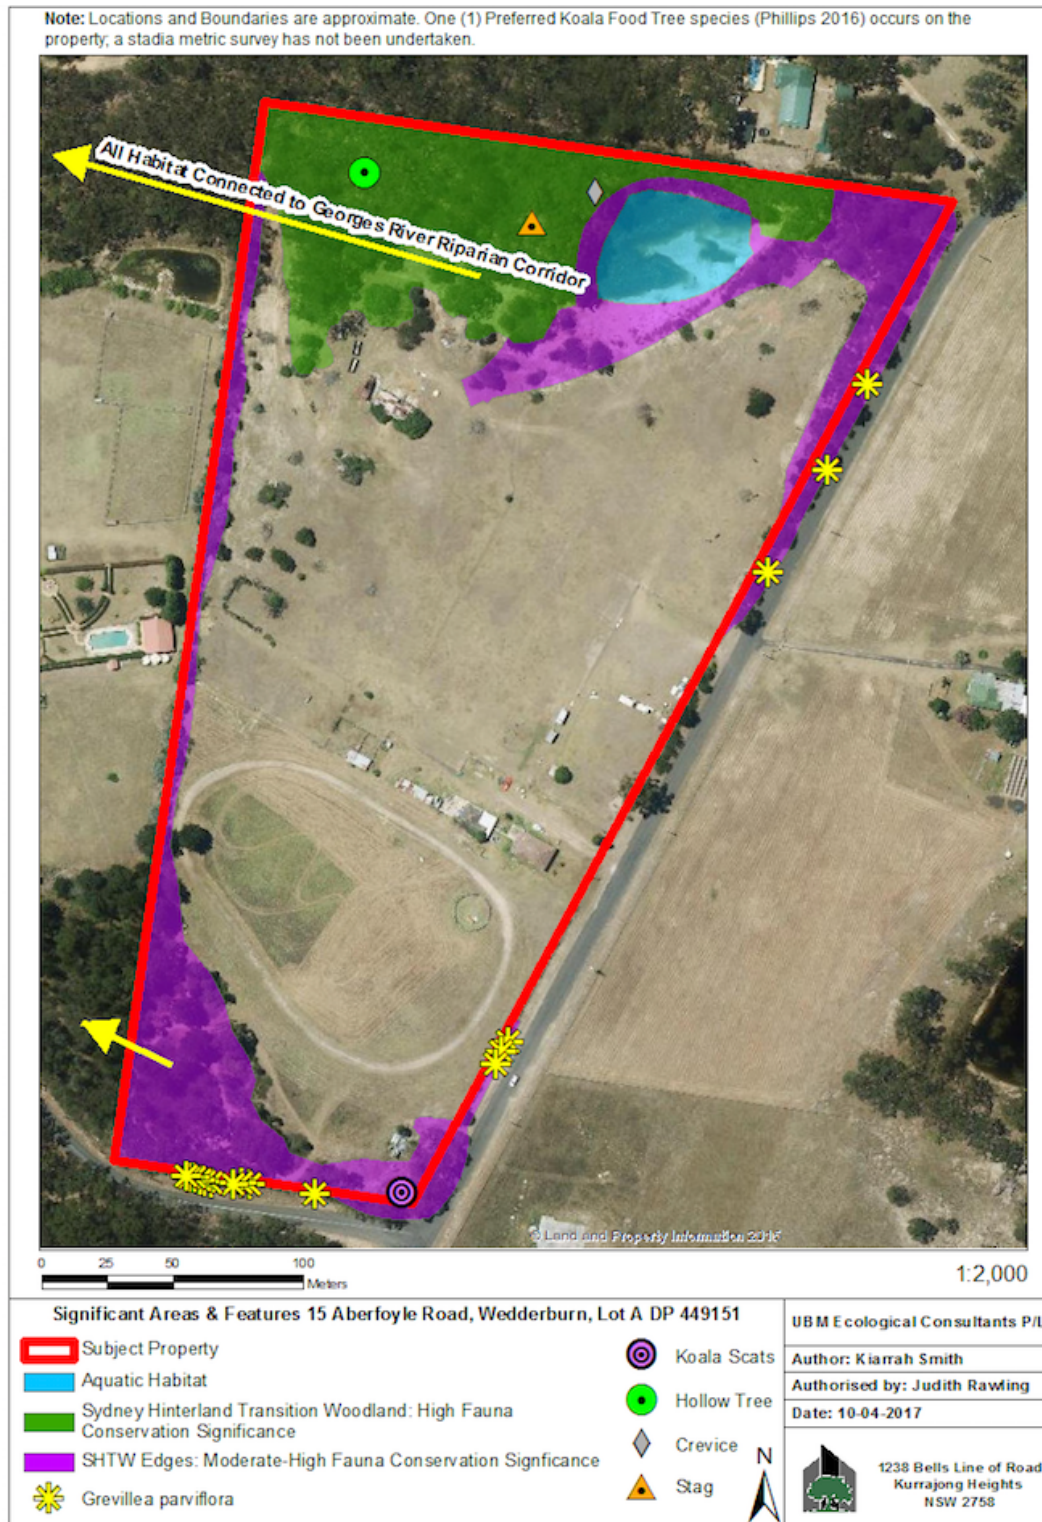 Note: Locations and Boundaries are approximate. One (1) Preferred Koala Food Tree species (Phillips 2016) occurs on the
property; a stadia metric survey has not been undertaken.
All Habitat Connected to Georges River Riparian Corridor
© Land and Property Information 2016
0 25 50 100
Meters
1:2,000
Significant Areas & Features 15 Aberfoyle Road, Wedderburn, Lot A DP 449151
Subject Property
Aquatic Habitat
Sydney Hinterland Transition Woodland: High Fauna
Conservation Significance
SHTW Edges: Moderate-High Fauna Conservation Signficance
Grevillea parviflora
Koala Scats
Hollow Tree
Crevice
Stag
N
UBM Ecological Consultants P/L
Author: Kiarrah Smith
Authorised by: Judith Rawling
Date: 10-04-2017
1238 Bells Line of Road
Kurrajong Heights
NSW 2758